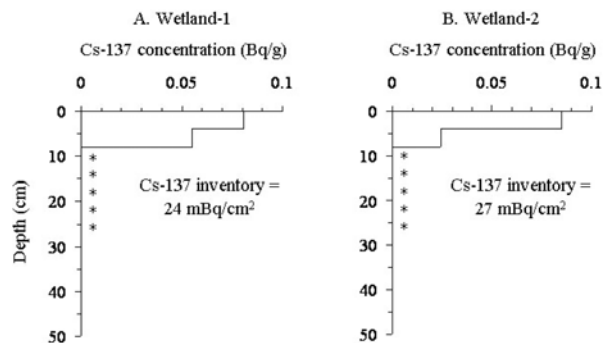 A. Wetland-1
Cs-137 concentration (Bq/g)
0 0.05 0.1
0
10
20
30
40
50
Depth (cm)
*
*
*
*
*
Cs-137 inventory =
24 mBq/cm²
B. Wetland-2
Cs-137 concentration (Bq/g)
0 0.05 0.1
0
10
20
30
40
50
*
*
*
*
*
Cs-137 inventory =
27 mBq/cm²